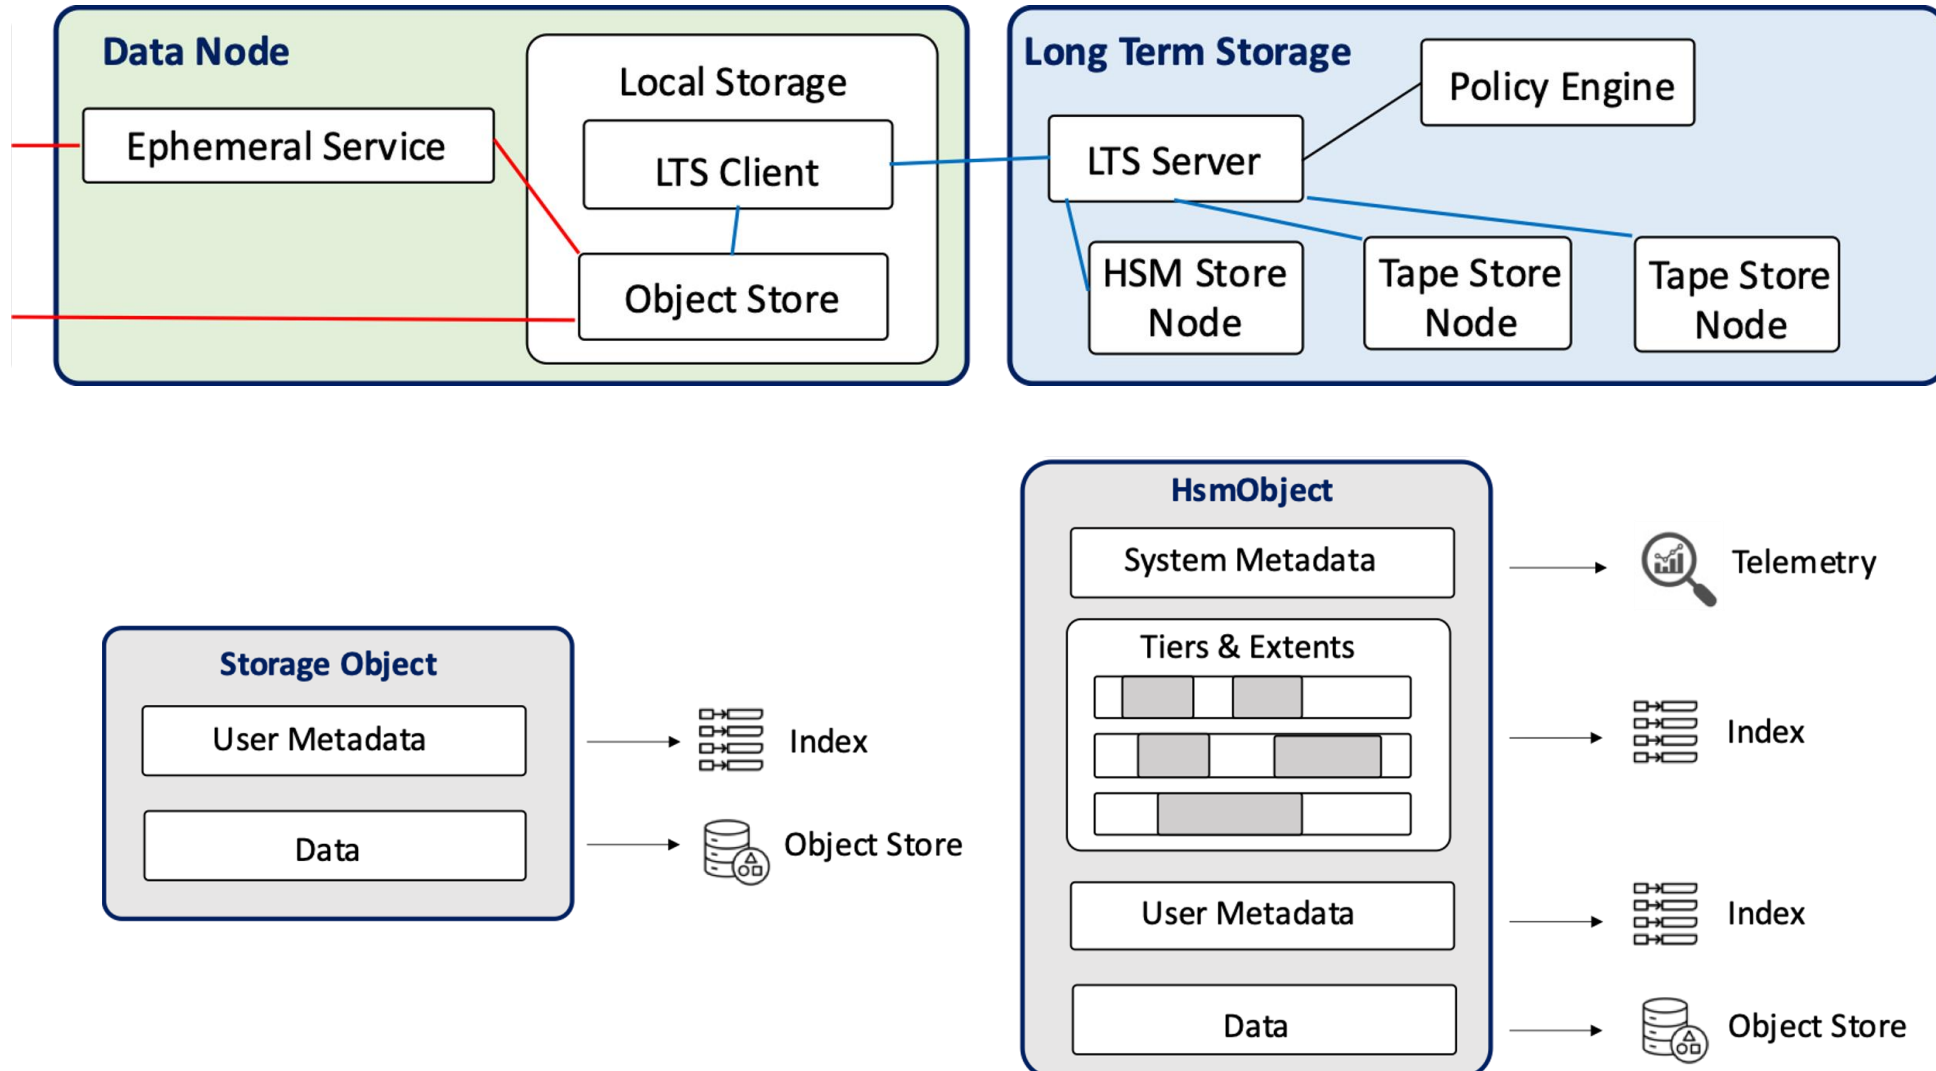 Data Node
Local Storage
Ephemeral Service
LTS Client
Object Store
Long Term Storage
Policy Engine
LTS Server
HSM Store
Node
Tape Store
Node
Tape Store
Node
Storage Object
User Metadata
Index
Data
Object Store
HsmObject
System Metadata
Telemetry
Tiers & Extents
Index
User Metadata
Index
Data
Object Store